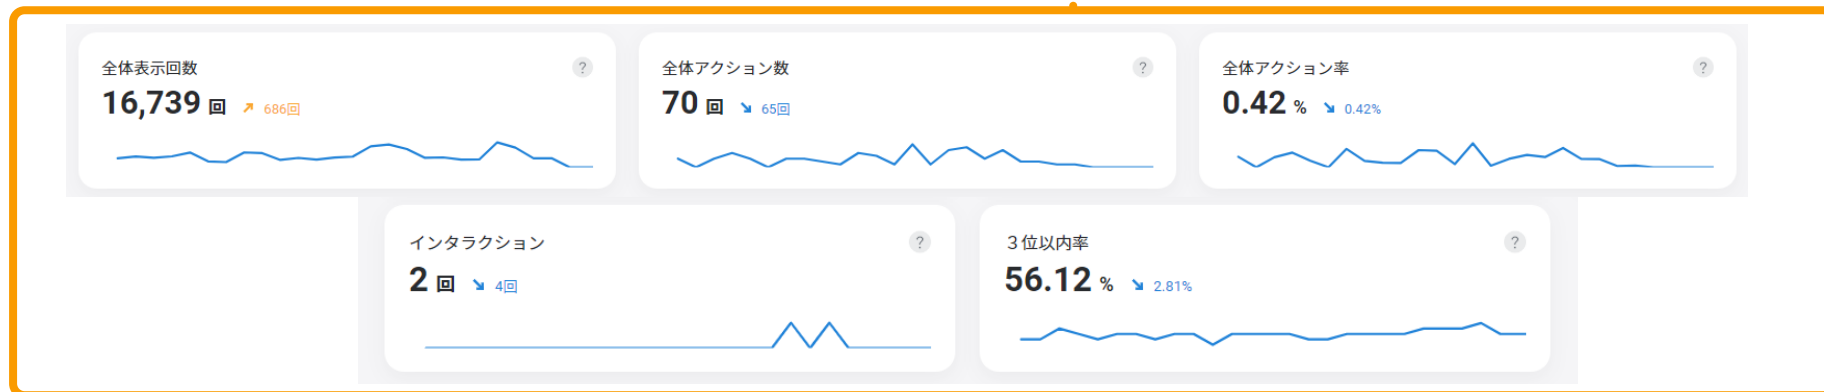 全体表示回数 ?
16,739 回 686回
全体アクション数 ?
70 回 65回
全体アクション率 ?
0.42 % 0.42%
インタラクション ?
2 回 4回
３位以内率 ?
56.12 % 2.81%